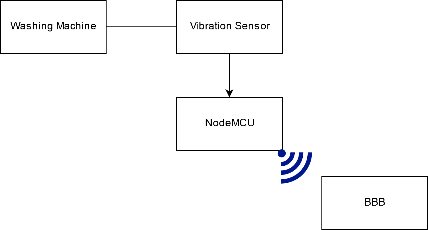 Washing Machine
Vibration Sensor
NodeMCU
BBB